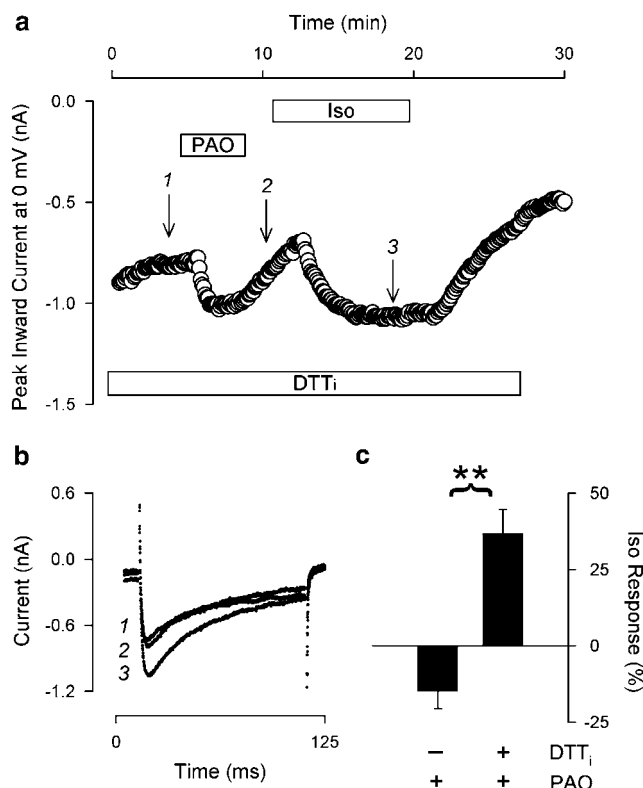 a
Time (min)
0 10 20 30
Peak Inward Current at 0 mV (nA)
0.0
-0.5
-1.0
-1.5
Iso
PAO
1 2 3
DTTi
b
Current (nA)
0.6
0.0
-0.6
-1.2
1
2
3
0 125
Time (ms)
c
**
50
25
0
-25
Iso Response (%)
– + DTTi
+ + PAO